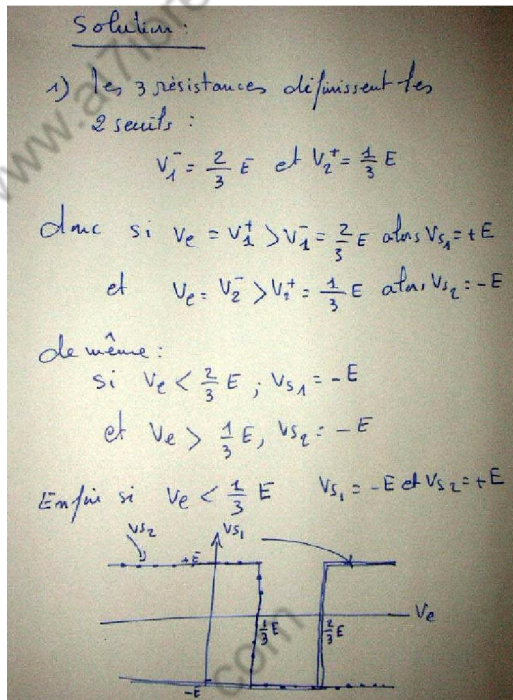 Solution :
1) les 3 résistances définissent les
2 seuils :
V₁⁻ = 2/3 E et V₂⁺ = 1/3 E
donc si Ve = V₁⁺ > V₁⁻ = 2/3 E alors Vs₁ = + E
et Ve = V₂⁻ > V₂⁺ = 1/3 E alors Vs₂ = - E
de même :
si Ve < 2/3 E ; Vs₁ = - E
et Ve > 1/3 E, Vs₂ = - E
Enfin si Ve < 1/3 E Vs₁ = - E et Vs₂ = + E
Vs₂ Vs₁
+E
Ve
1/3 E 2/3 E
-E